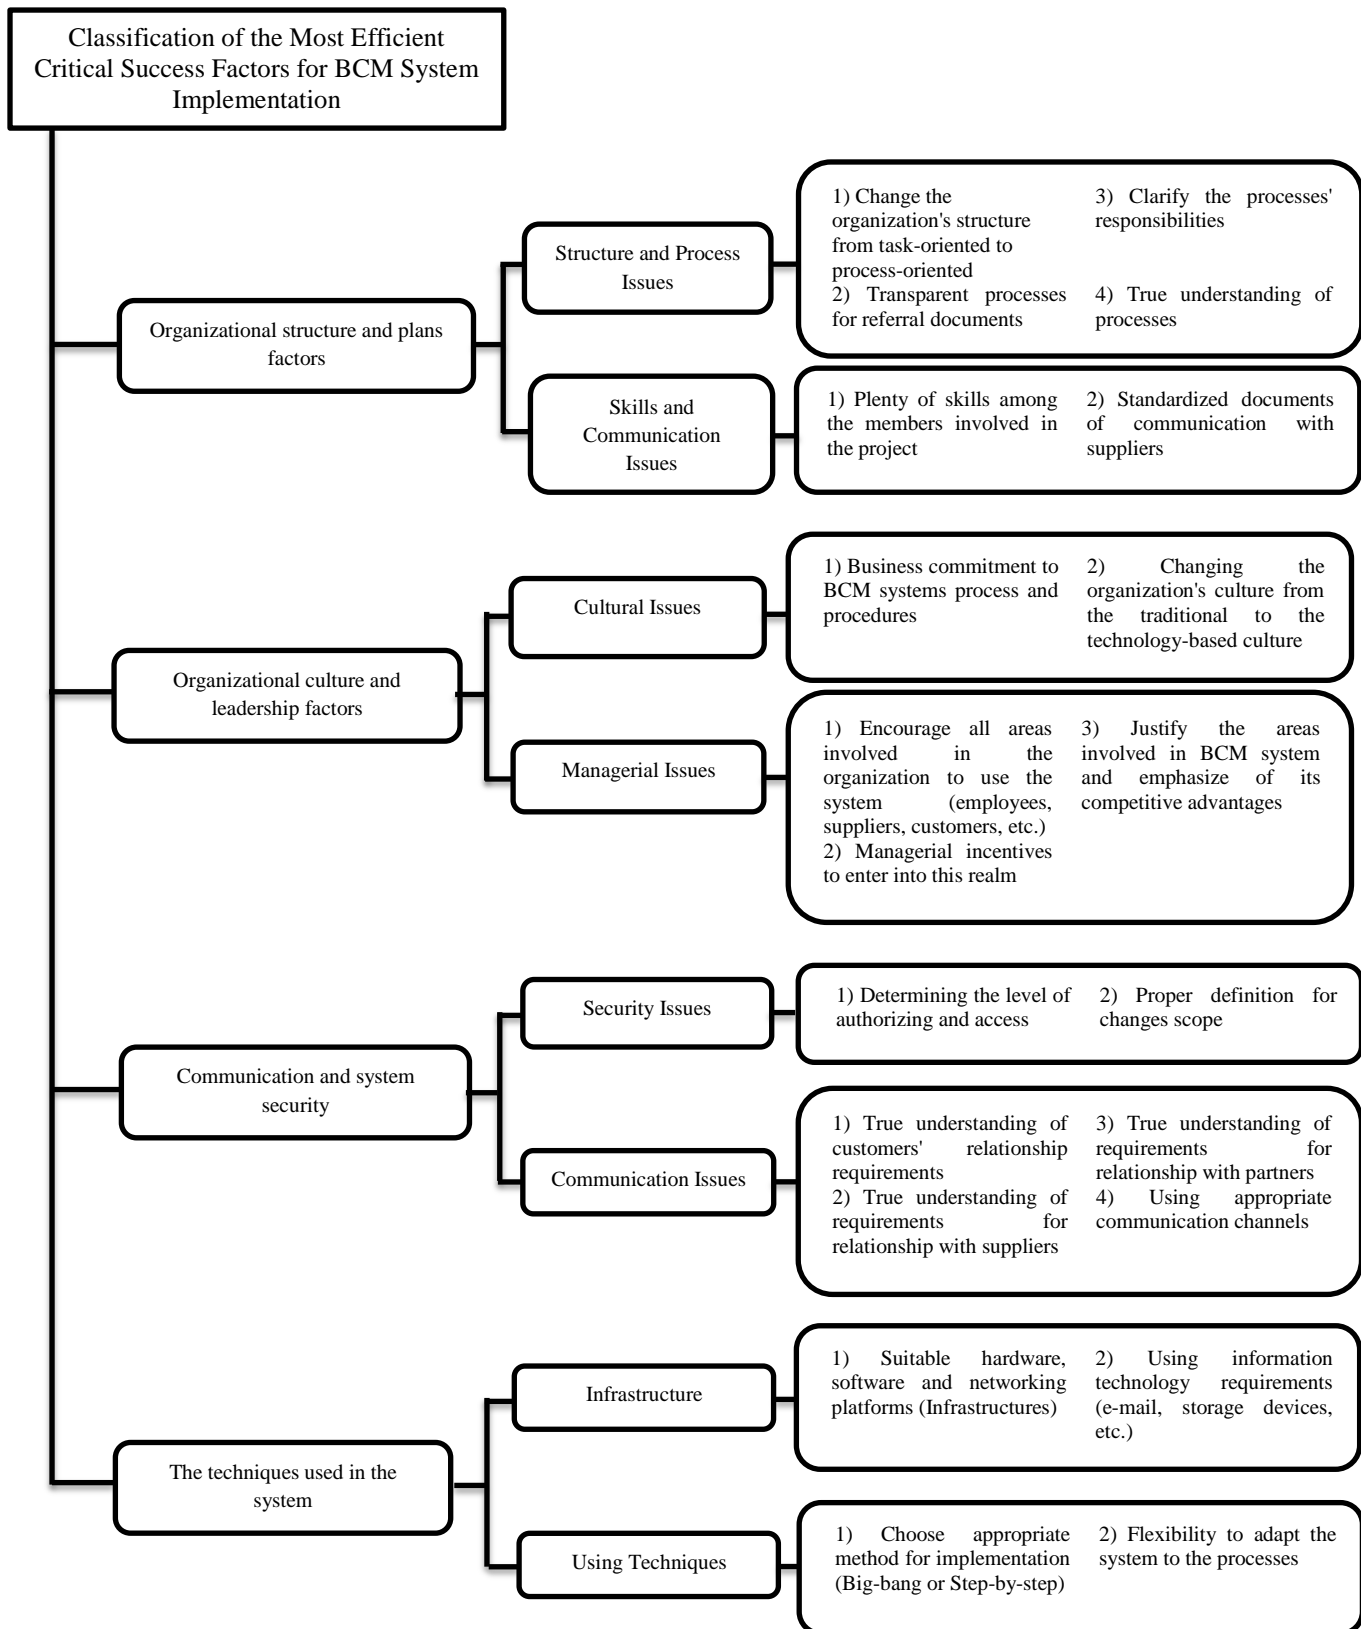 Classification of the Most Efficient
Critical Success Factors for BCM System
Implementation
Organizational structure and plans
factors
Structure and Process
Issues
1) Change the
organization's structure
from task-oriented to
process-oriented
2) Transparent processes
for referral documents
3) Clarify the processes'
responsibilities
4) True understanding of
processes
Skills and
Communication
Issues
1) Plenty of skills among
the members involved in
the project
2) Standardized documents
of communication with
suppliers
Organizational culture and
leadership factors
Cultural Issues
1) Business commitment to
BCM systems process and
procedures
2) Changing the
organization's culture from
the traditional to the
technology-based culture
Managerial Issues
1) Encourage all areas
involved in the
organization to use the
system (employees,
suppliers, customers, etc.)
2) Managerial incentives
to enter into this realm
3) Justify the areas
involved in BCM system
and emphasize of its
competitive advantages
Communication and system
security
Security Issues
1) Determining the level of
authorizing and access
2) Proper definition for
changes scope
Communication Issues
1) True understanding of
customers' relationship
requirements
2) True understanding of
requirements for
relationship with suppliers
3) True understanding of
requirements for
relationship with partners
4) Using appropriate
communication channels
The techniques used in the
system
Infrastructure
1) Suitable hardware,
software and networking
platforms (Infrastructures)
2) Using information
technology requirements
(e-mail, storage devices,
etc.)
Using Techniques
1) Choose appropriate
method for implementation
(Big-bang or Step-by-step)
2) Flexibility to adapt the
system to the processes